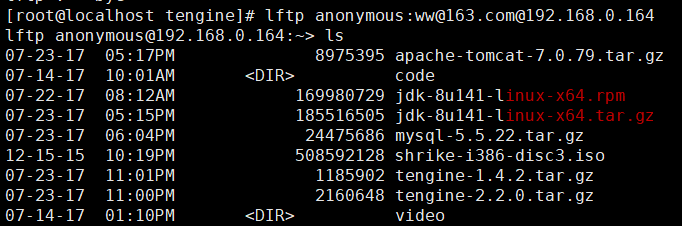 [root@localhost tengine]# lftp anonymous:ww@163.com@192.168.0.164
lftp anonymous@192.168.0.164:~> ls
07-23-17  05:17PM              8975395 apache-tomcat-7.0.79.tar.gz
07-14-17  10:01AM       <DIR>          code
07-22-17  08:12AM            169980729 jdk-8u141-linux-x64.rpm
07-23-17  05:15PM            185516505 jdk-8u141-linux-x64.tar.gz
07-23-17  06:04PM             24475686 mysql-5.5.22.tar.gz
12-15-15  10:19PM            508592128 shrike-i386-disc3.iso
07-23-17  11:01PM              1185902 tengine-1.4.2.tar.gz
07-23-17  11:00PM              2160648 tengine-2.2.0.tar.gz
07-14-17  01:10PM       <DIR>          video